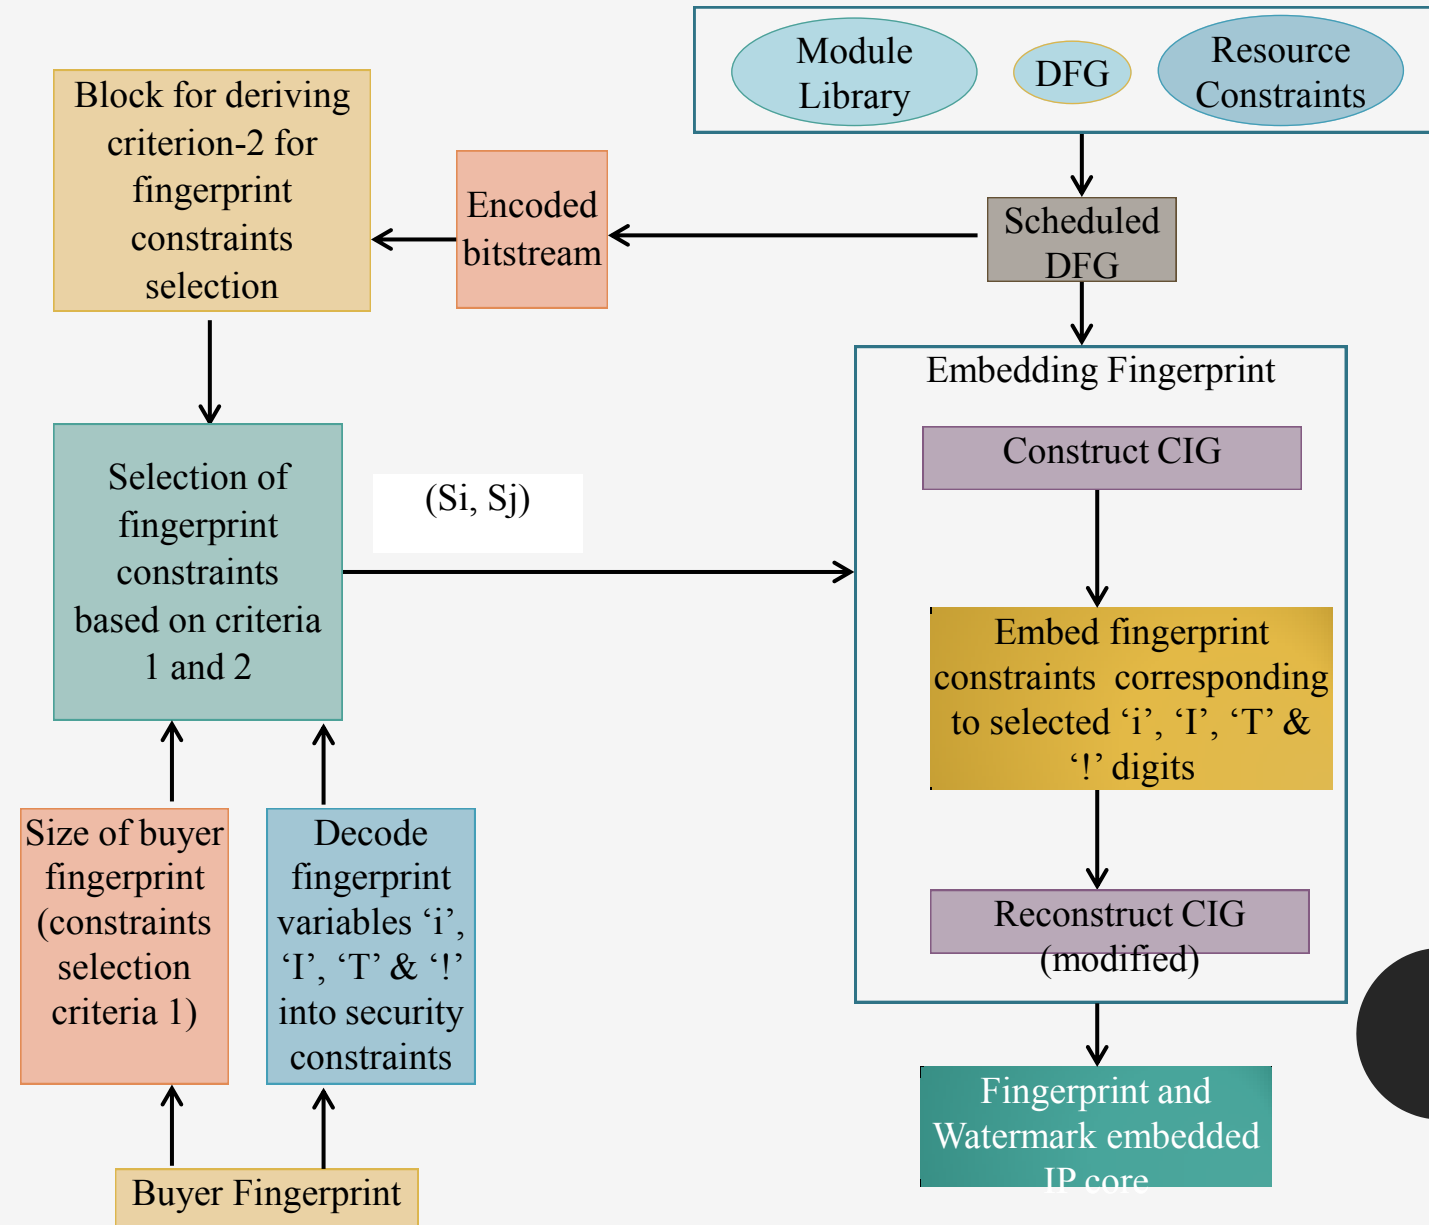 Module
Library
DFG
Resource
Constraints
Block for deriving
criterion-2 for
fingerprint
constraints
selection
Encoded
bitstream
Scheduled
DFG
Embedding Fingerprint
Construct CIG
Selection of
fingerprint
constraints
based on criteria
1 and 2
(Si, Sj)
Embed fingerprint
constraints corresponding
to selected ‘i’, ‘I’, ‘T’ &
‘!’ digits
Size of buyer
fingerprint
(constraints
selection
criteria 1)
Decode
fingerprint
variables ‘i’,
‘I’, ‘T’ & ‘!’
into security
constraints
Reconstruct CIG
(modified)
Fingerprint and
Watermark embedded
IP core
Buyer Fingerprint